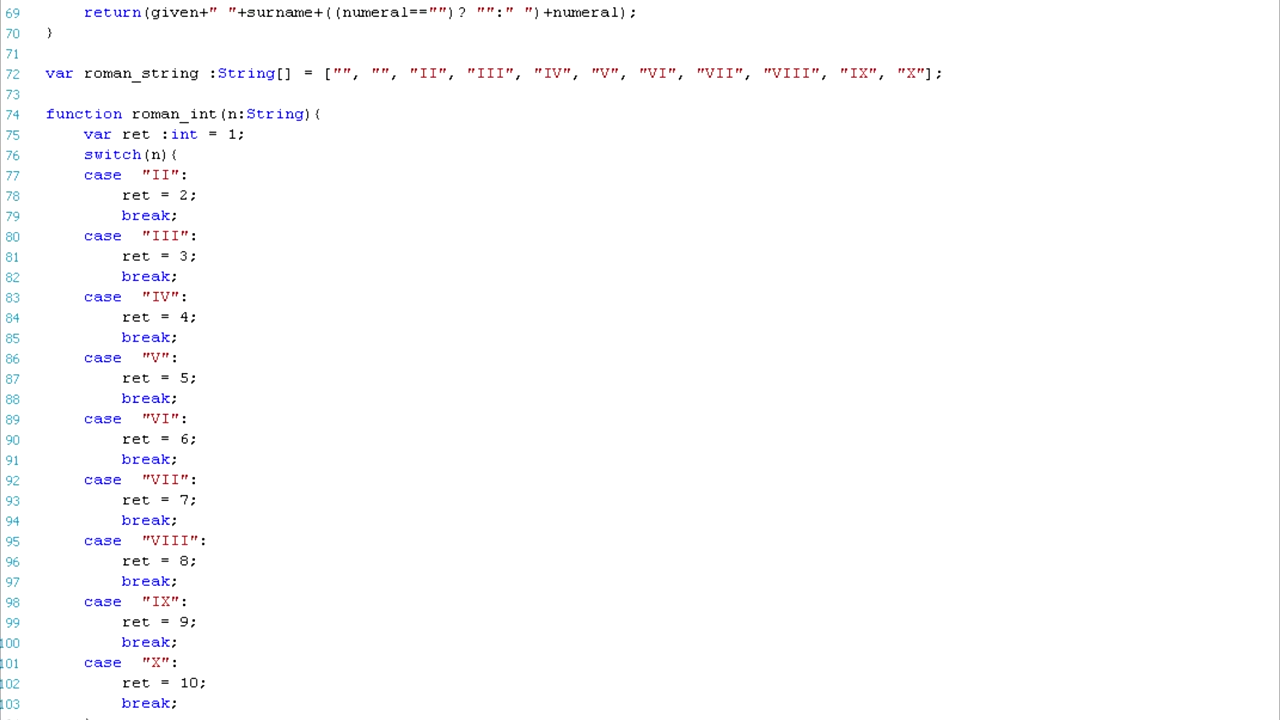 69 return(given+" "+surname+((numeral=="")? "":" ")+numeral);
70 }
71
72 var roman_string :String[] = ["", "", "II", "III", "IV", "V", "VI", "VII", "VIII", "IX", "X"];
73
74 function roman_int(n:String){
75 var ret :int = 1;
76 switch(n){
77 case "II":
78 ret = 2;
79 break;
80 case "III":
81 ret = 3;
82 break;
83 case "IV":
84 ret = 4;
85 break;
86 case "V":
87 ret = 5;
88 break;
89 case "VI":
90 ret = 6;
91 break;
92 case "VII":
93 ret = 7;
94 break;
95 case "VIII":
96 ret = 8;
97 break;
98 case "IX":
99 ret = 9;
100 break;
101 case "X":
102 ret = 10;
103 break;